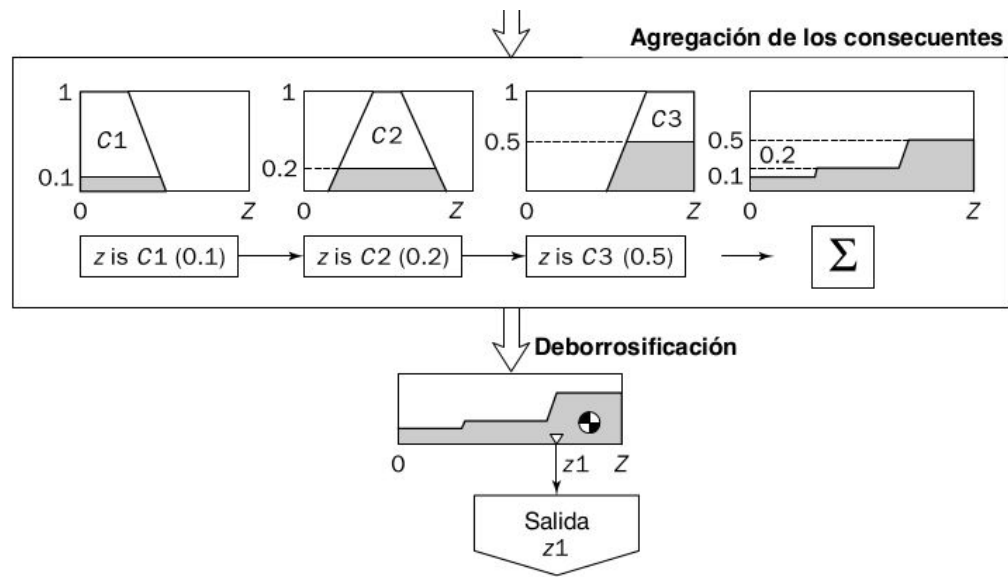 Agregación de los consecuentes
1
C1
0.1
0
Z
1
C2
0.2
0
Z
1
C3
0.5
0
Z
0.5
0.2
0.1
0
Z
z is C1 (0.1)
z is C2 (0.2)
z is C3 (0.5)
Σ
Deborrosificación
0
z1
Z
Salida
z1